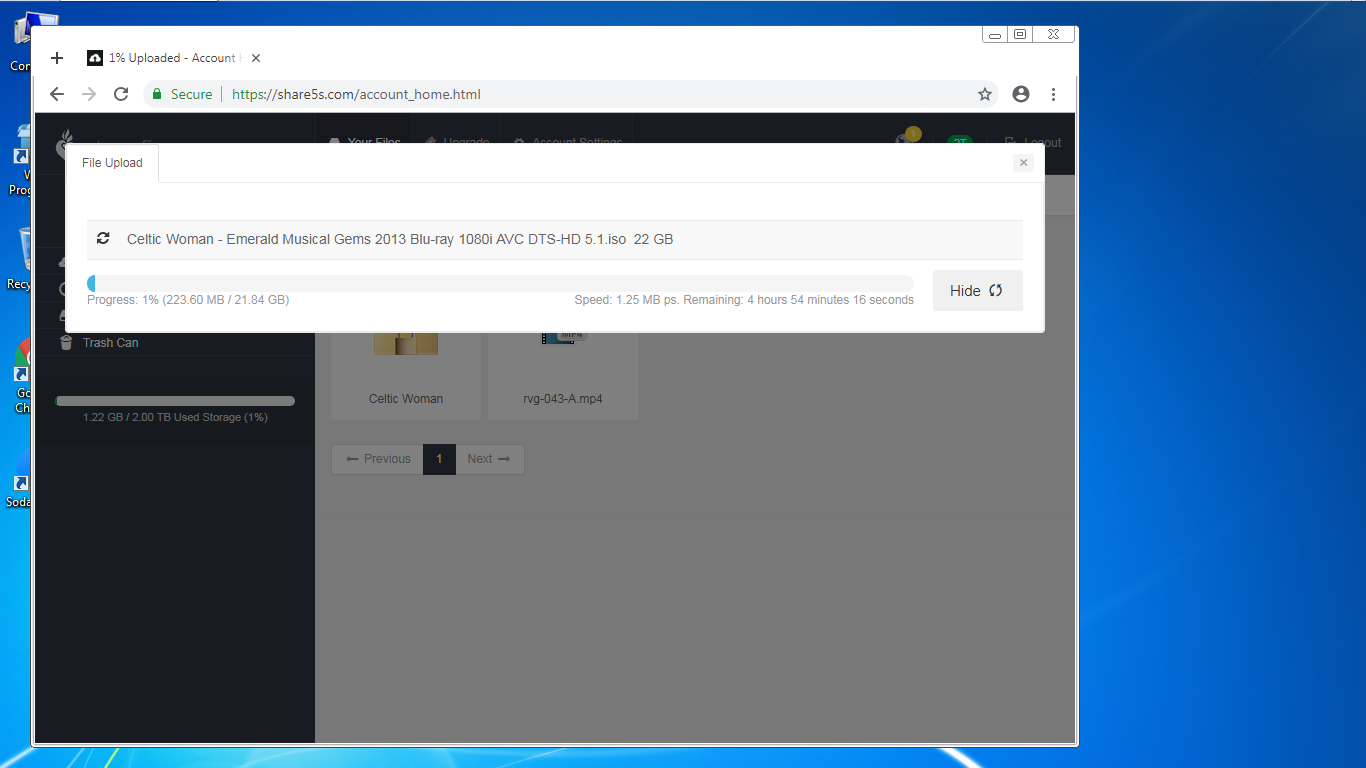 1% Uploaded - Account
Secure
https://share5s.com/account_home.html
Your Files
Upgrade
Account Settings
1
2T
Logout
File Upload
Celtic Woman - Emerald Musical Gems 2013 Blu-ray 1080i AVC DTS-HD 5.1.iso 22 GB
Progress: 1% (223.60 MB / 21.84 GB)
Speed: 1.25 MB ps. Remaining: 4 hours 54 minutes 16 seconds
Hide
Trash Can
MP4
1.22 GB / 2.00 TB Used Storage (1%)
Celtic Woman
rvg-043-A.mp4
Previous
1
Next